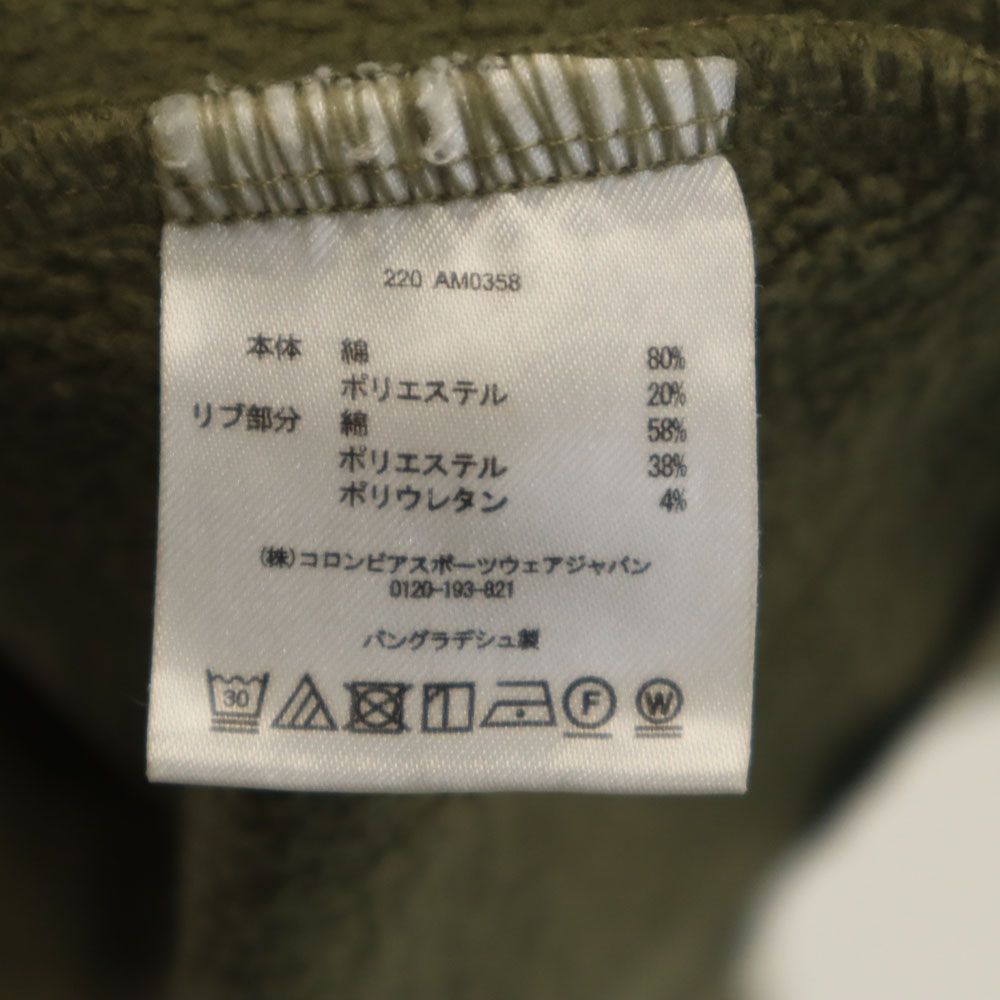 220 AM0358
本体 綿 80%
ポリエステル 20%
リブ部分 綿 58%
ポリエステル 38%
ポリウレタン 4%
(株)コロンビアスポーツウェアジャパン
0120-193-821
バングラデシュ製
30 F W